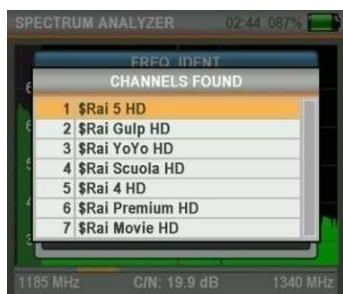 SPECTRUM ANALYZER 02:44 087%
FREQ IDENT
CHANNELS FOUND
1 $Rai 5 HD
2 $Rai Gulp HD
3 $Rai YoYo HD
4 $Rai Scuola HD
5 $Rai 4 HD
6 $Rai Premium HD
7 $Rai Movie HD
1185 MHz C/N: 19.9 dB 1340 MHz